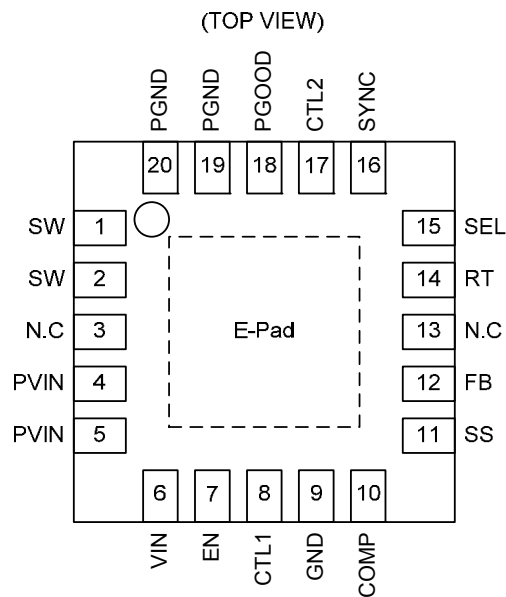 (TOP VIEW)
PGND
PGND
PGOOD
CTL2
SYNC
20
19
18
17
16
SW 1
15 SEL
SW 2
14 RT
N.C 3
E-Pad
13 N.C
PVIN 4
12 FB
PVIN 5
11 SS
6
7
8
9
10
VIN
EN
CTL1
GND
COMP